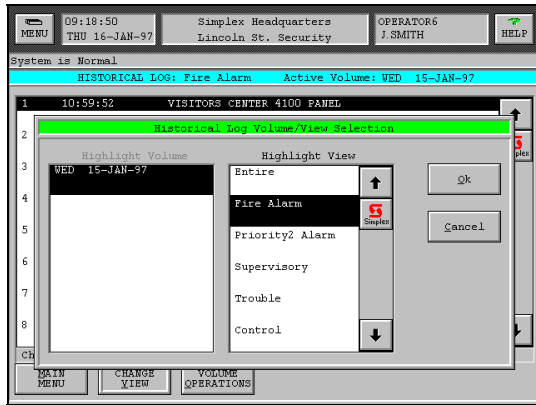 MENU
09:18:50
THU 16-JAN-97
Simplex Headquarters
Lincoln St. Security
OPERATOR6
J.SMITH
HELP
System is Normal
HISTORICAL LOG: Fire Alarm Active Volume: WED 15-JAN-97
1 10:59:52 VISITORS CENTER 4100 PANEL
2
3
4
5
6
7
8
Historical Log Volume/View Selection
Highlight Volume
WED 15-JAN-97
Highlight View
Entire
Fire Alarm
Priority2 Alarm
Supervisory
Trouble
Control
Simplex
Ok
Cancel
plex
Ch
MAIN MENU
CHANGE VIEW
VOLUME OPERATIONS